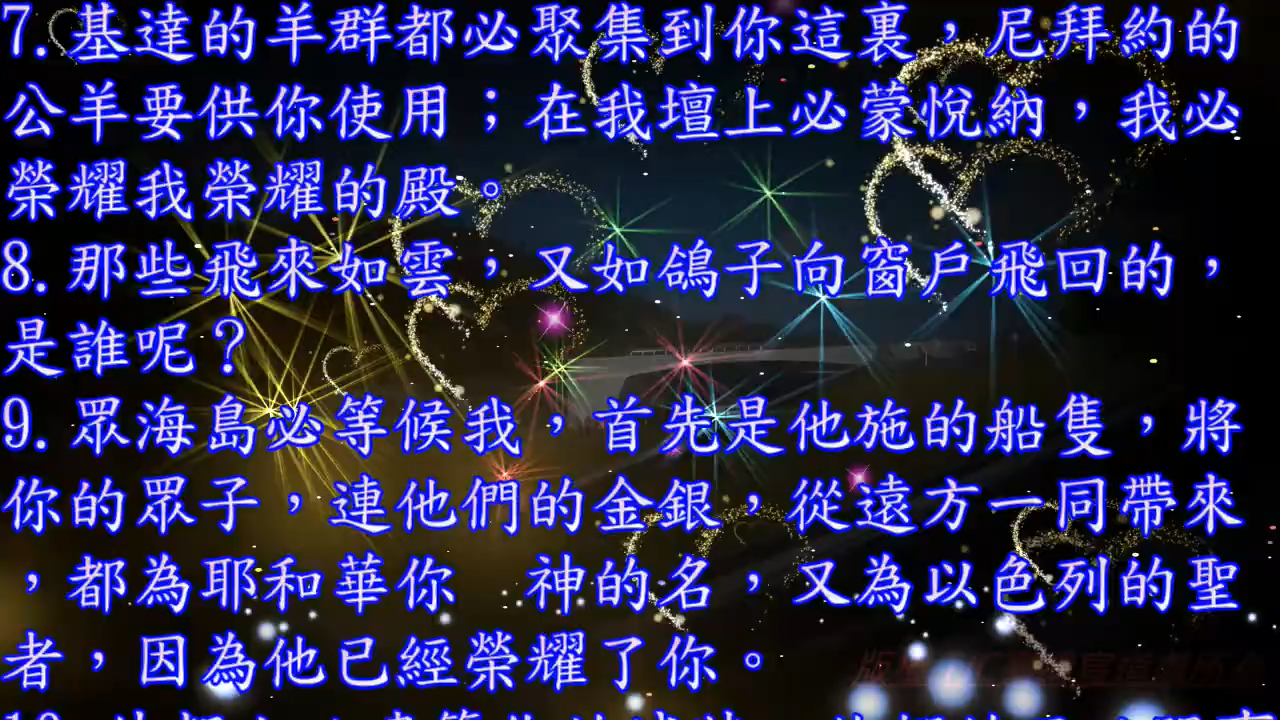 7.基達的羊群都必聚集到你這裏，尼拜約的
公羊要供你使用；在我壇上必蒙悅納，我必
榮耀我榮耀的殿。
8.那些飛來如雲，又如鴿子向窗戶飛回的，
是誰呢？
9.眾海島必等候我，首先是他施的船隻，將
你的眾子，連他們的金銀，從遠方一同帶來
，都為耶和華你　神的名，又為以色列的聖
者，因為他已經榮耀了你。